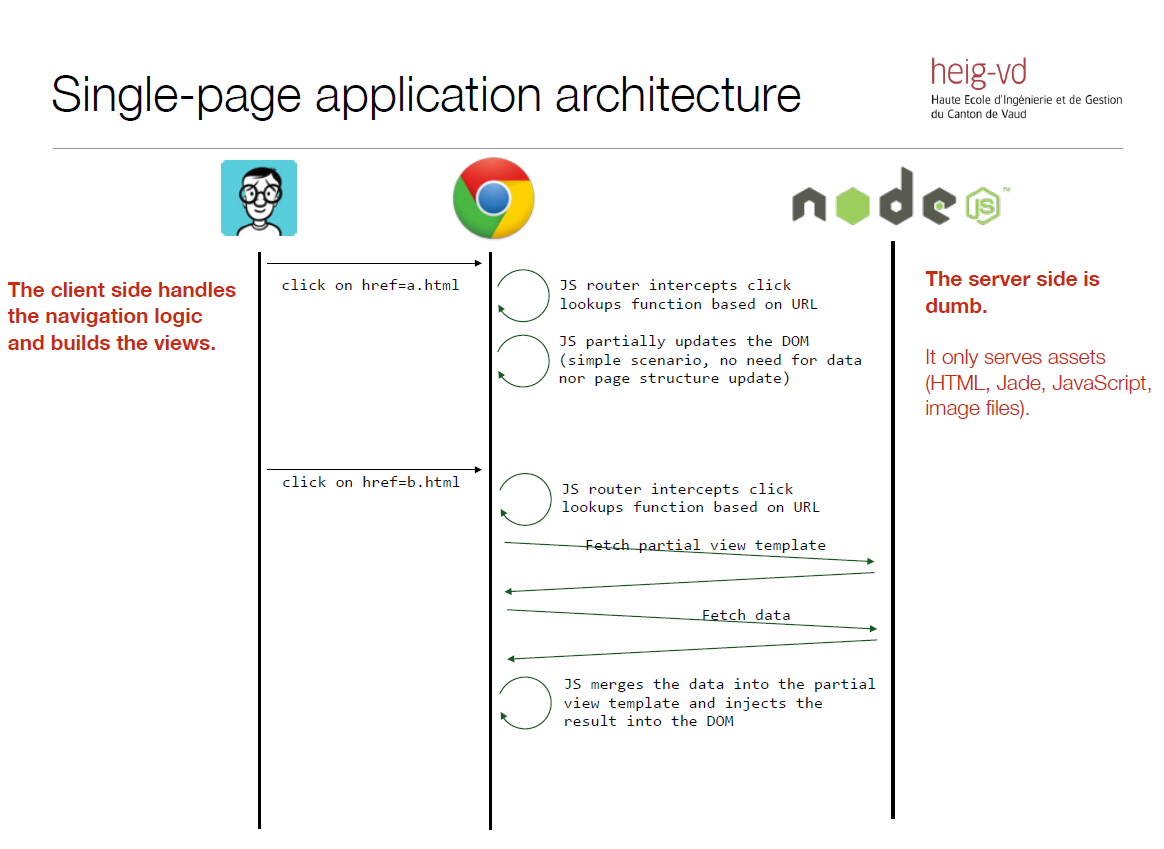 Single-page application architecture
heig-vd
Haute Ecole d'Ingénierie et de Gestion
du Canton de Vaud
node JS ™
The client side handles
the navigation logic
and builds the views.
click on href=a.html
JS router intercepts click
lookups function based on URL
JS partially updates the DOM
(simple scenario, no need for data
nor page structure update)
The server side is
dumb.
It only serves assets
(HTML, Jade, JavaScript,
image files).
click on href=b.html
JS router intercepts click
lookups function based on URL
Fetch partial view template
Fetch data
JS merges the data into the partial
view template and injects the
result into the DOM